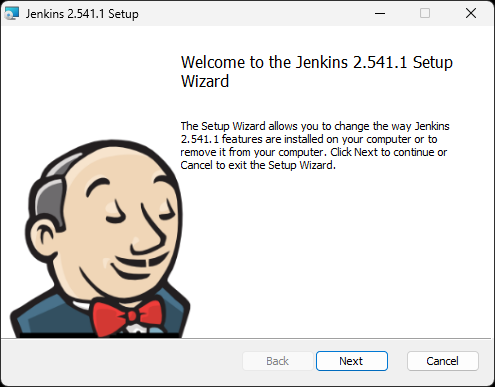 Jenkins 2.541.1 Setup
Welcome to the Jenkins 2.541.1 Setup
Wizard
The Setup Wizard allows you to change the way Jenkins
2.541.1 features are installed on your computer or to
remove it from your computer. Click Next to continue or
Cancel to exit the Setup Wizard.
Back
Next
Cancel